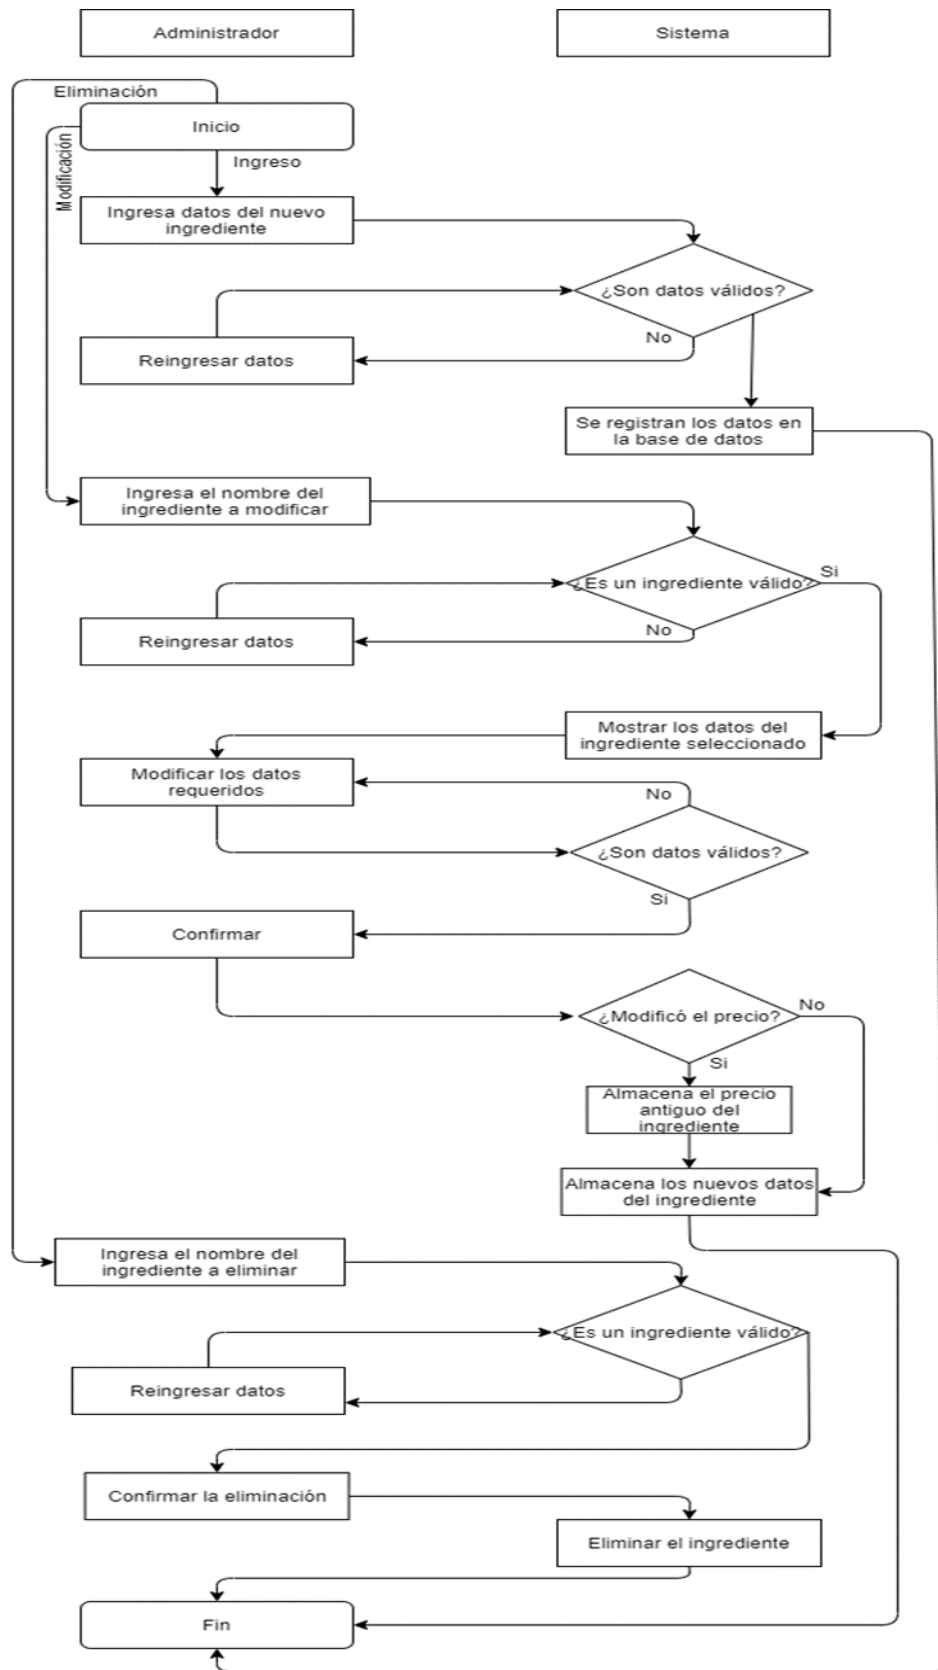 Administrador
Sistema
Eliminación
Inicio
Modificación
Ingreso
Ingresa datos del nuevo
ingrediente
¿Son datos válidos?
No
Reingresar datos
Se registran los datos en
la base de datos
Ingresa el nombre del
ingrediente a modificar
¿Es un ingrediente válido?
Si
No
Reingresar datos
Mostrar los datos del
ingrediente seleccionado
Modificar los datos
requeridos
No
¿Son datos válidos?
Si
Confirmar
¿Modificó el precio?
No
Si
Almacena el precio
antiguo del
ingrediente
Almacena los nuevos datos
del ingrediente
Ingresa el nombre del
ingrediente a eliminar
¿Es un ingrediente válido?
Reingresar datos
Confirmar la eliminación
Eliminar el ingrediente
Fin